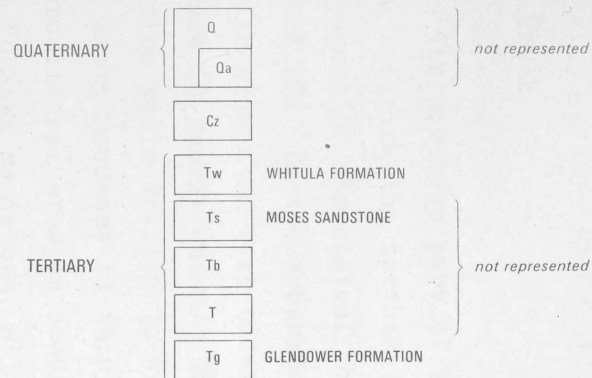 Q
QUATERNARY not represented
Qa
Cz
Tw WHITULA FORMATION
Ts MOSES SANDSTONE
TERTIARY Tb not represented
T
Tg GLENDOWER FORMATION